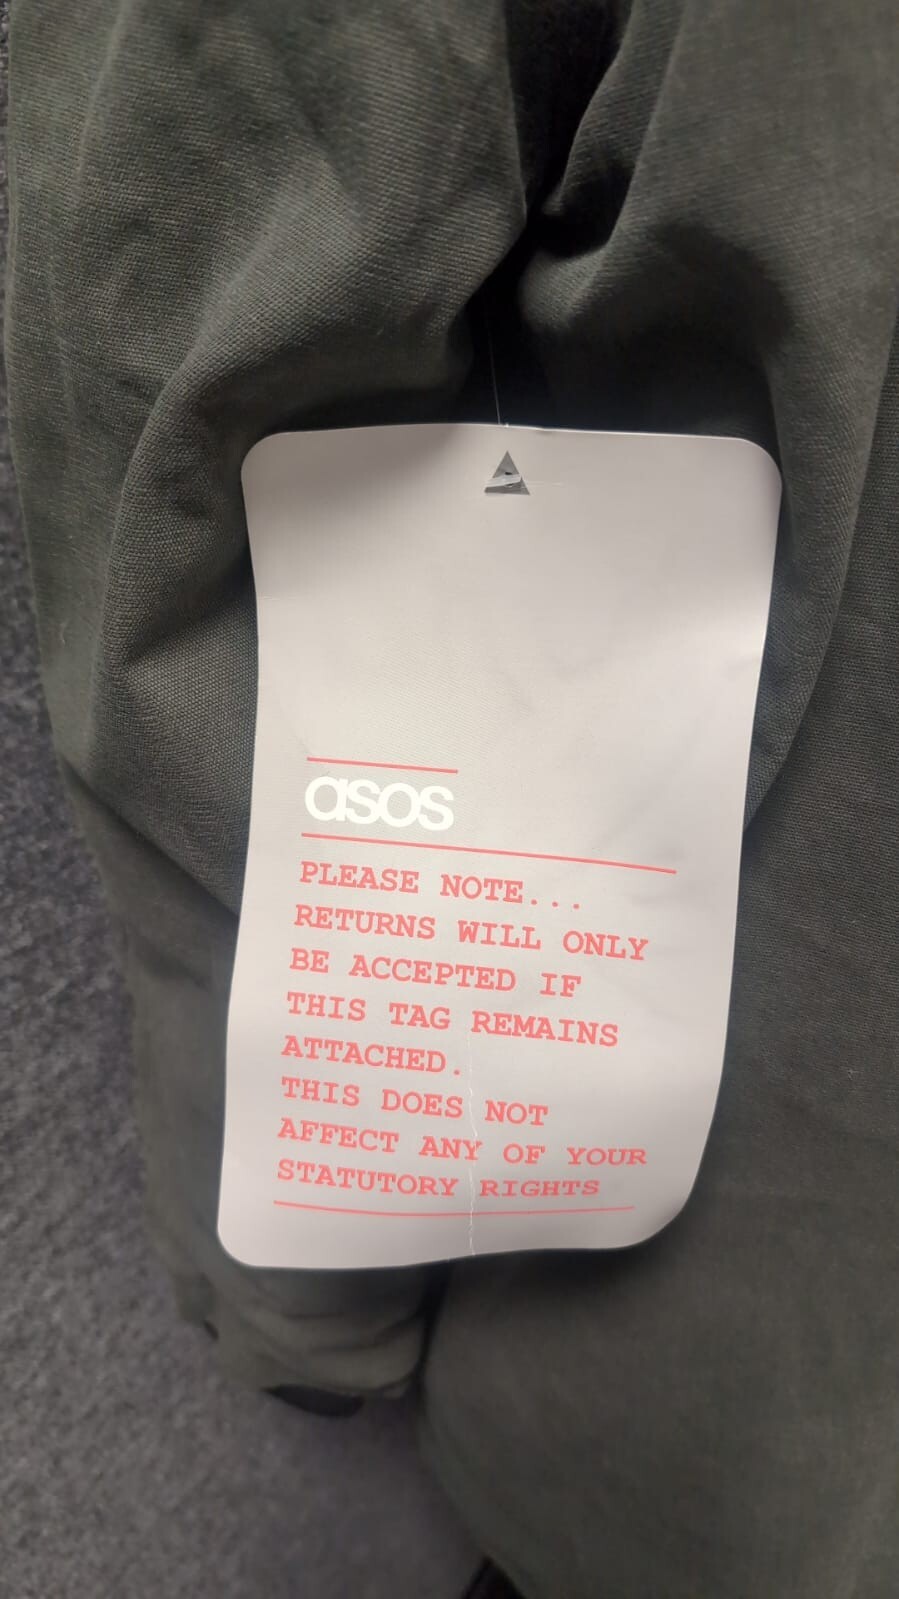 asos
PLEASE NOTE...
RETURNS WILL ONLY
BE ACCEPTED IF
THIS TAG REMAINS
ATTACHED.
THIS DOES NOT
AFFECT ANY OF YOUR
STATUTORY RIGHTS